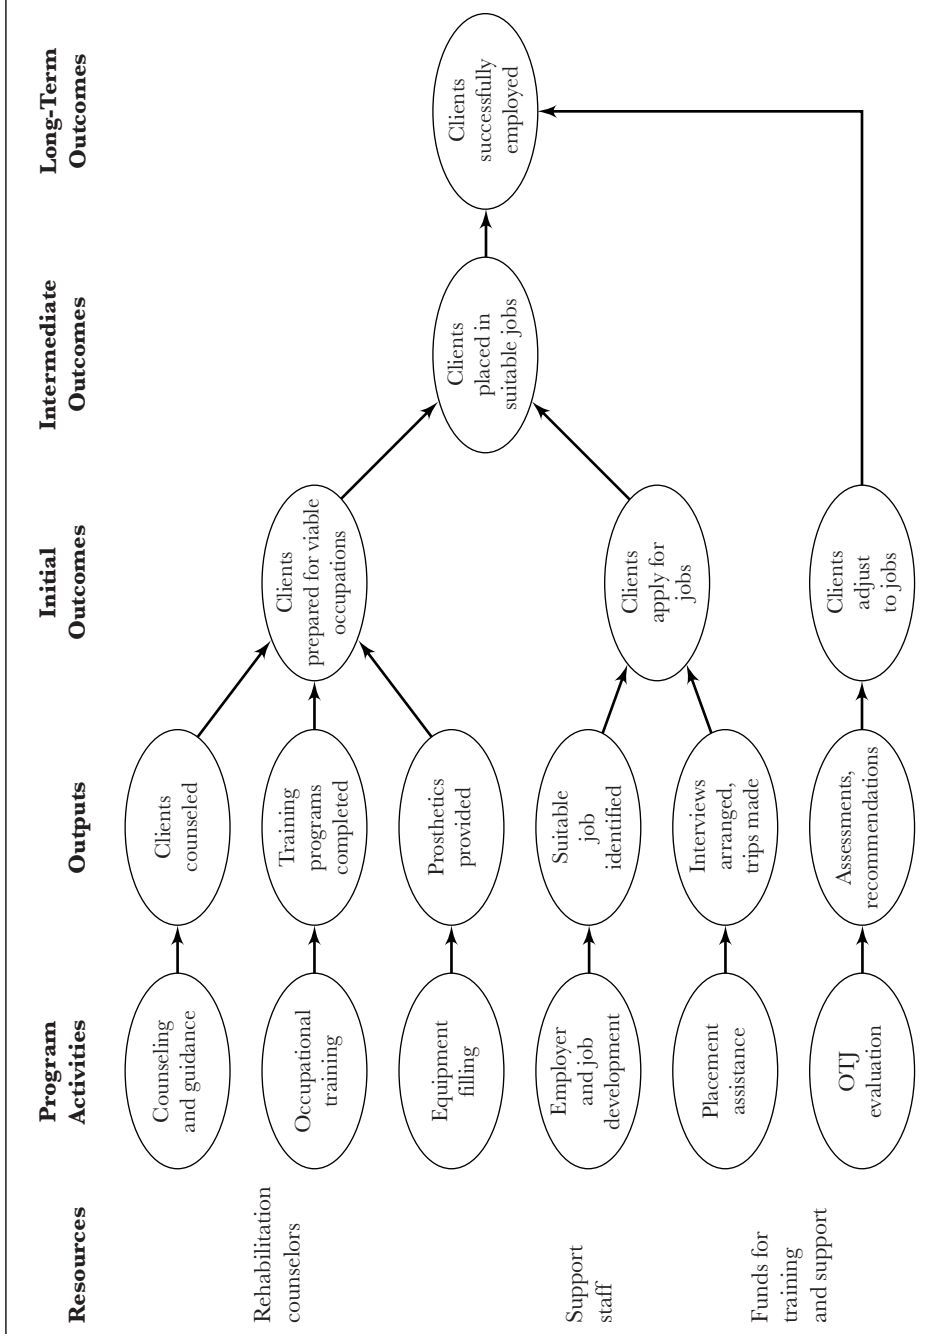 Resources
Program
Activities
Outputs
Initial
Outcomes
Intermediate
Outcomes
Long-Term
Outcomes
Rehabilitation
counselors
Support
staff
Funds for
training
and support
Counseling
and guidance
Occupational
training
Equipment
filling
Employer
and job
development
Placement
assistance
OTJ
evaluation
Clients
counseled
Training
programs
completed
Prosthetics
provided
Suitable
job
identified
Interviews
arranged,
trips made
Assessments,
recommendations
Clients
prepared for viable
occupations
Clients
apply for
jobs
Clients
adjust
to jobs
Clients
placed in
suitable jobs
Clients
successfully
employed